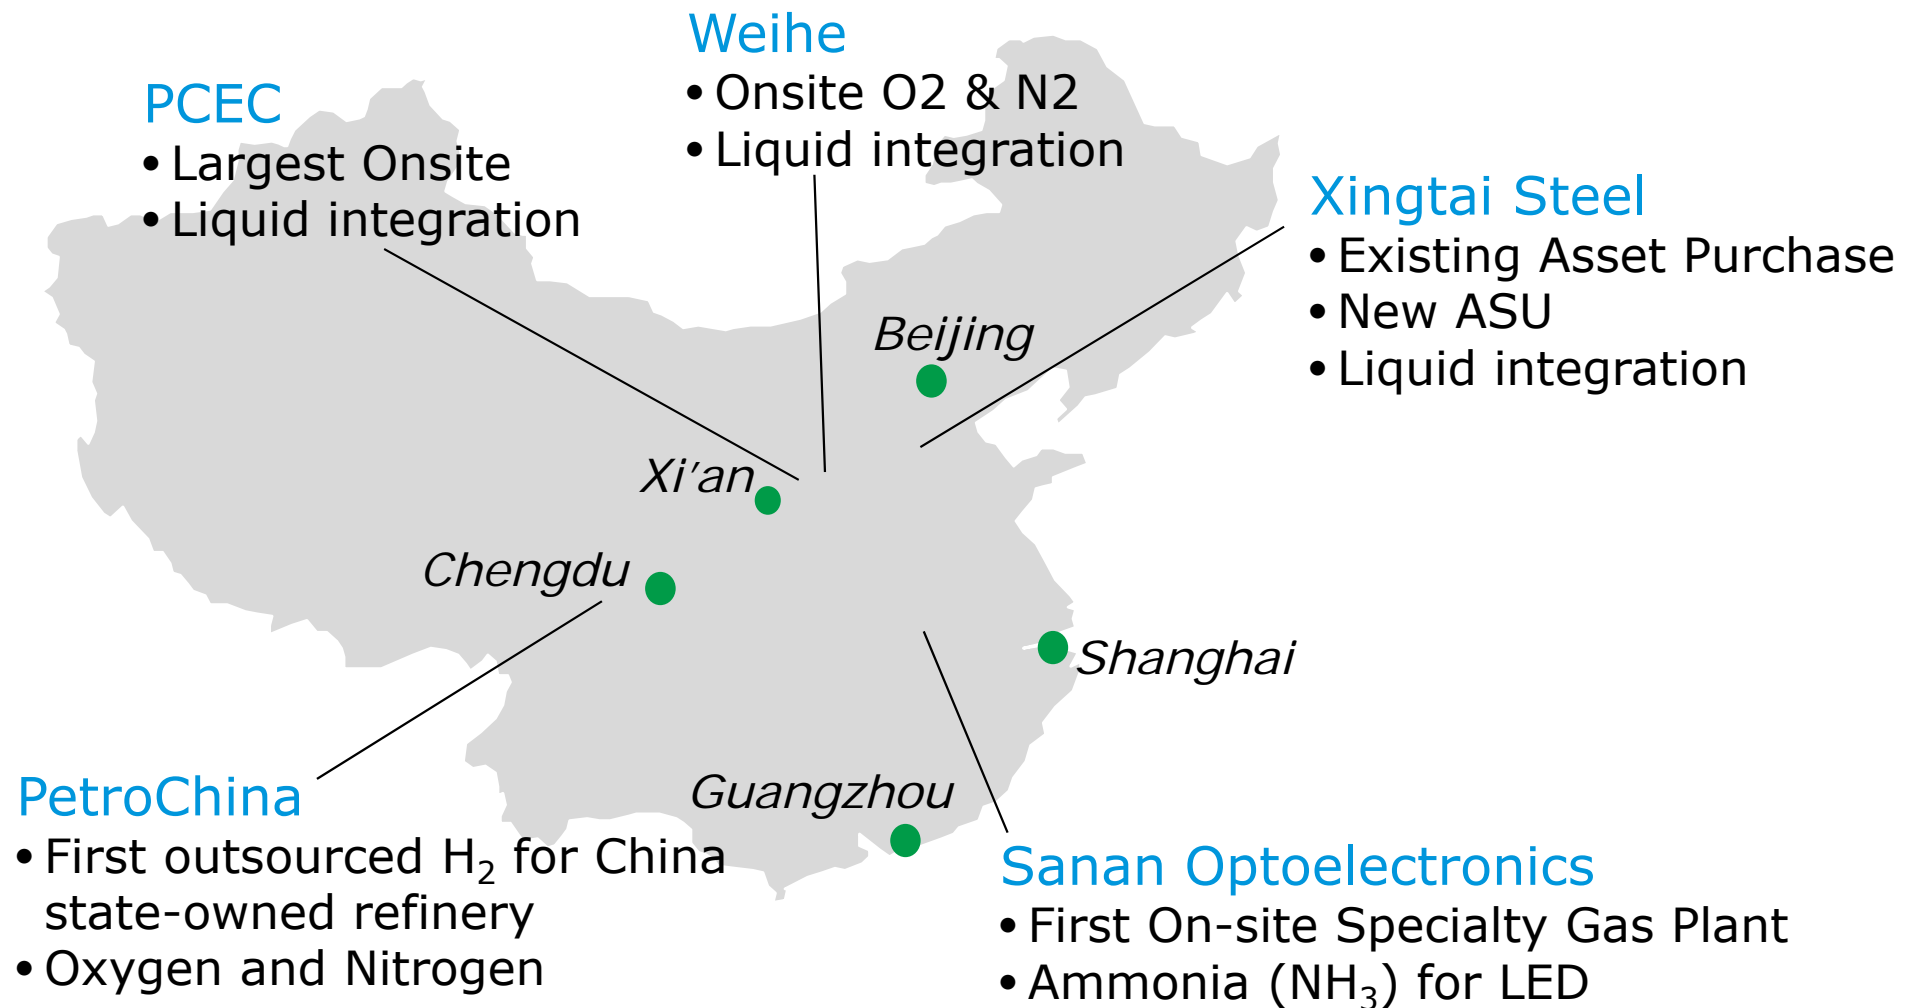 Weihe
• Onsite O2 & N2
• Liquid integration
PCEC
• Largest Onsite
• Liquid integration
Xingtai Steel
• Existing Asset Purchase
• New ASU
• Liquid integration
Beijing
Xi'an
Chengdu
Shanghai
Guangzhou
PetroChina
• First outsourced H₂ for China
state-owned refinery
• Oxygen and Nitrogen
Sanan Optoelectronics
• First On-site Specialty Gas Plant
• Ammonia (NH₃) for LED